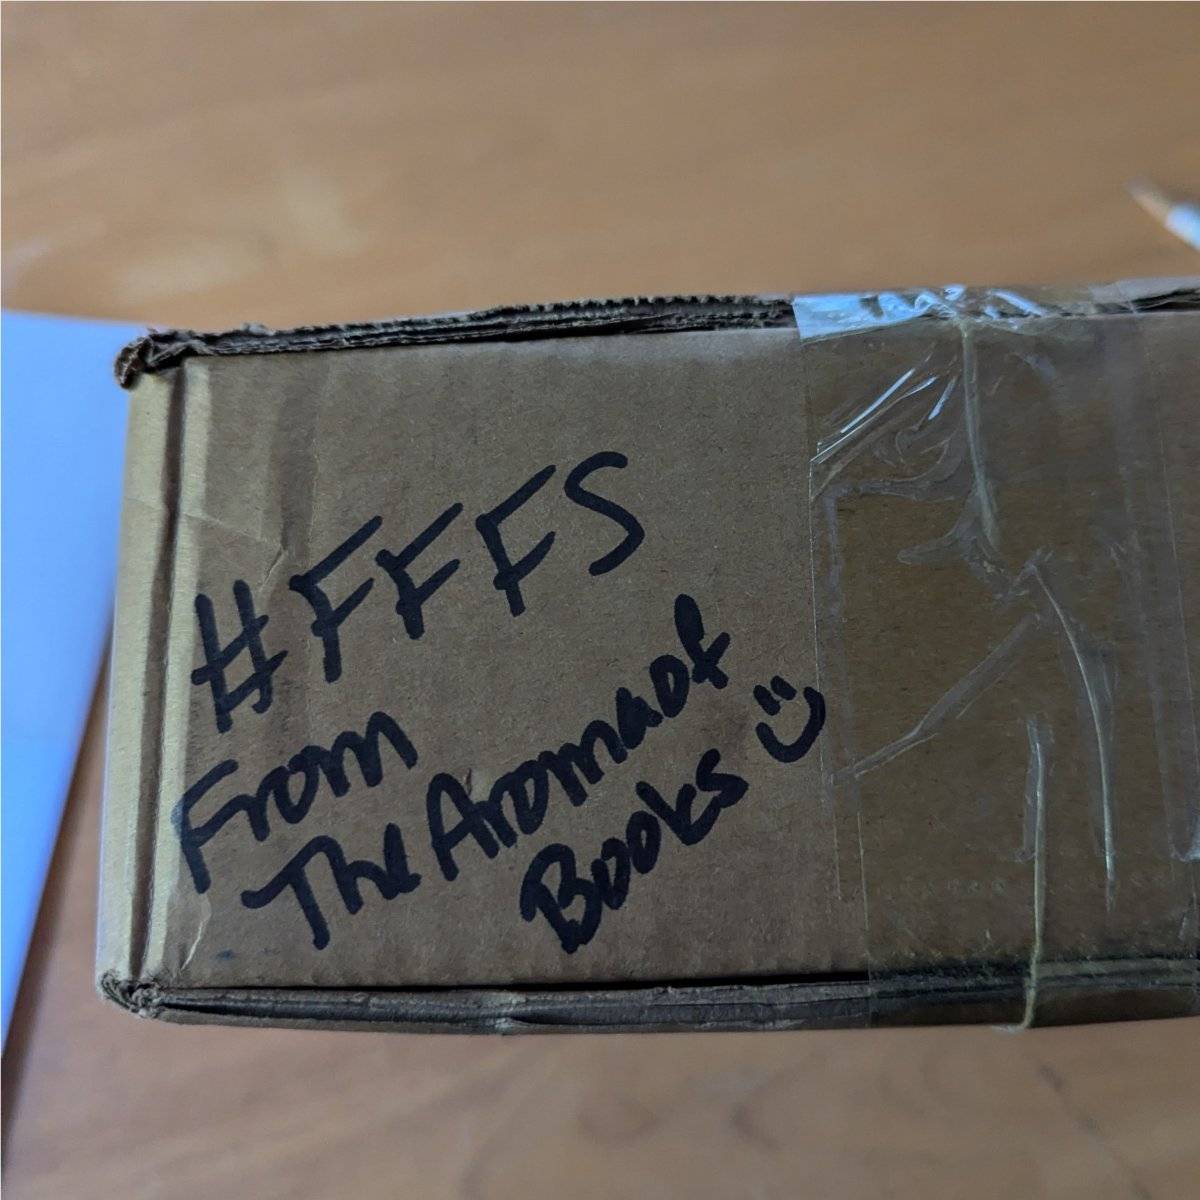 #FFFS
From
The Aroma of
Books :)